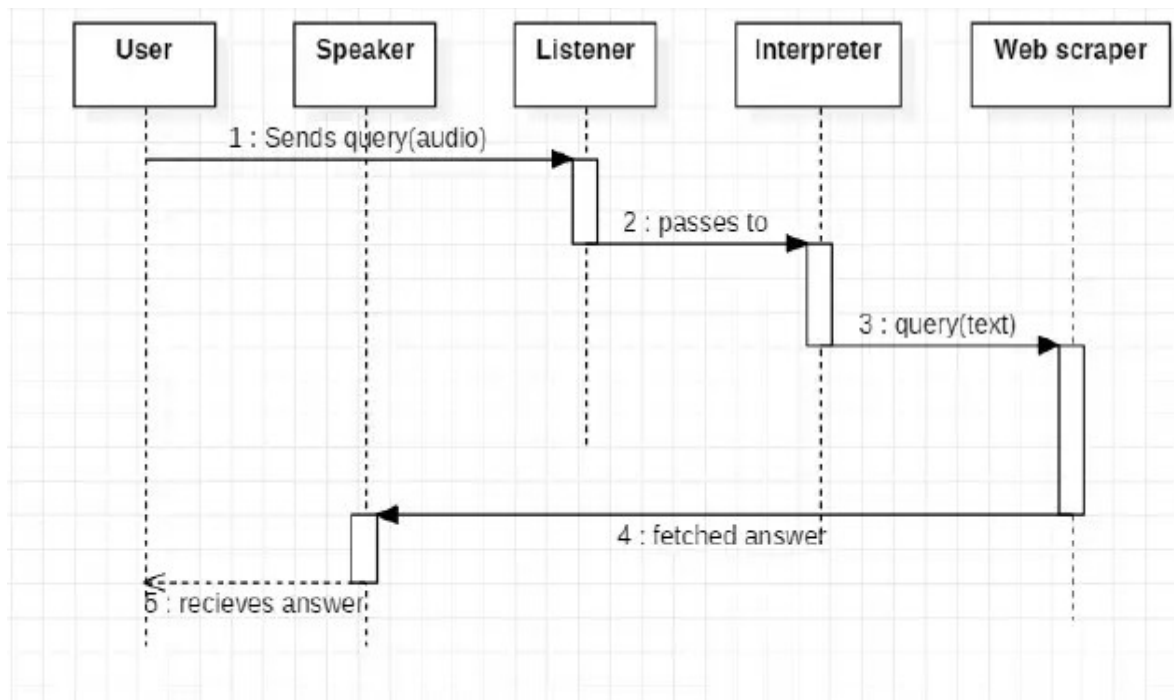 User
Speaker
Listener
Interpreter
Web scraper
1 : Sends query(audio)
2 : passes to
3 : query(text)
4 : fetched answer
5 : recieves answer